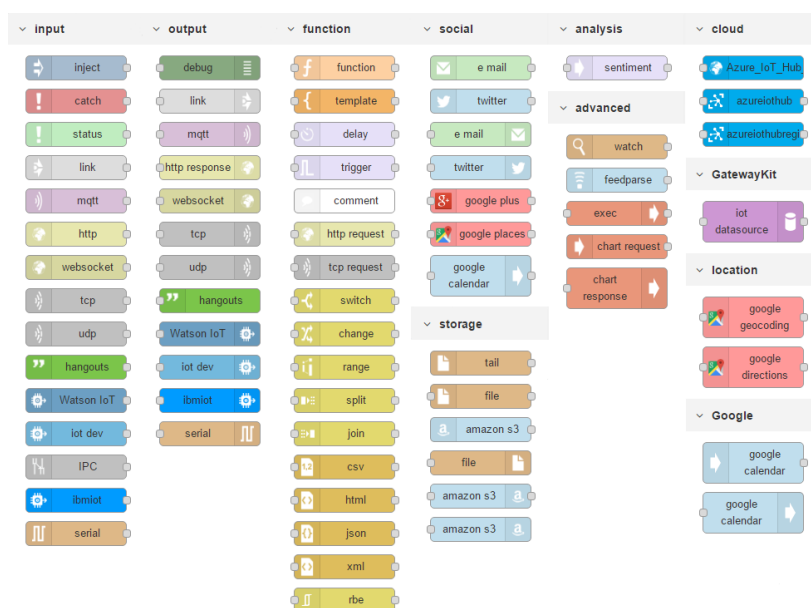 input
inject
catch
status
link
mqtt
http
websocket
tcp
udp
hangouts
Watson IoT
iot dev
IPC
ibmiot
serial
output
debug
link
mqtt
http response
websocket
tcp
udp
hangouts
Watson IoT
iot dev
ibmiot
serial
function
function
template
delay
trigger
comment
http request
tcp request
switch
change
range
split
join
csv
html
json
xml
rbe
social
e mail
twitter
e mail
twitter
google plus
google places
google
calendar
storage
tail
file
amazon s3
file
amazon s3
amazon s3
analysis
sentiment
advanced
watch
feedparse
exec
chart request
chart
response
cloud
Azure_IoT_Hub
azureiothub
azureiothubregi
GatewayKit
iot
datasource
location
google
geocoding
google
directions
Google
google
calendar
google
calendar